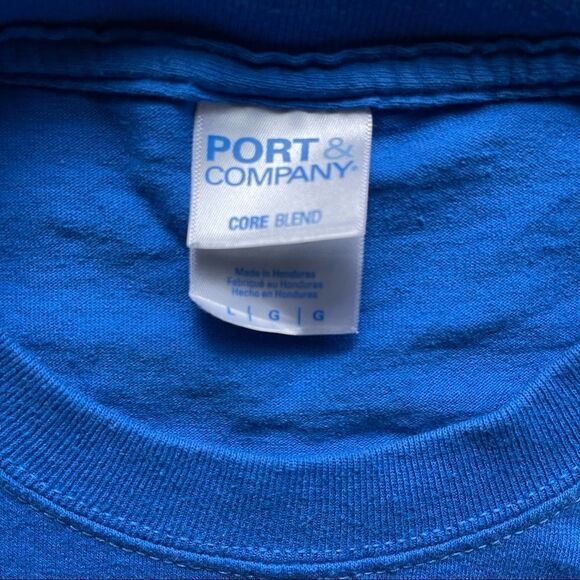 PORT &
COMPANY®
CORE BLEND
Made in Honduras
Fabriqué au Honduras
Hecho en Honduras
L | G | G